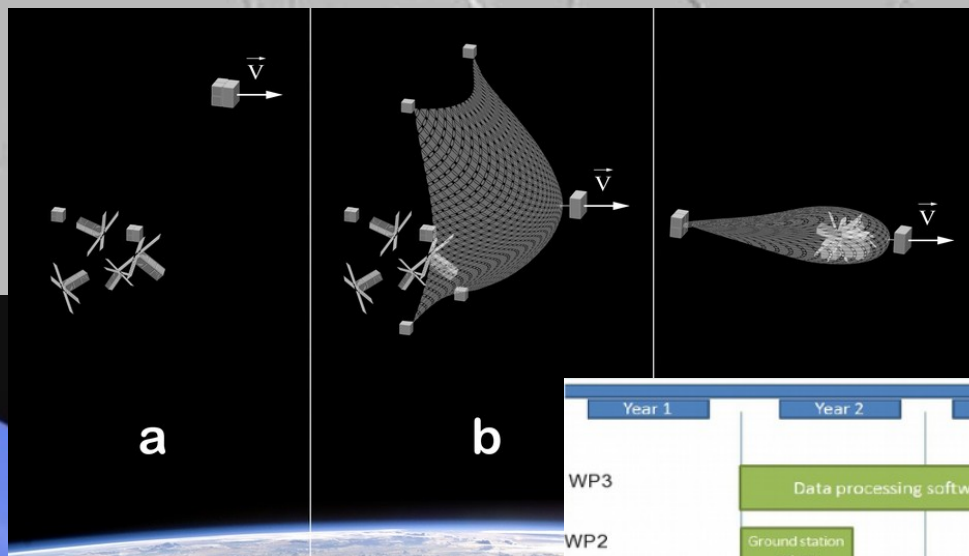 V
V
V
a
b
Year 1
Year 2
WP3
Data processing softw
WP2
Ground station